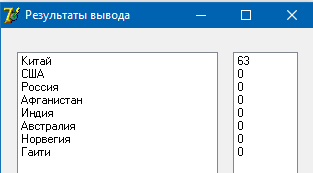 Результаты вывода
Китай 63
США 0
Россия 0
Афганистан 0
Индия 0
Австралия 0
Норвегия 0
Гаити 0